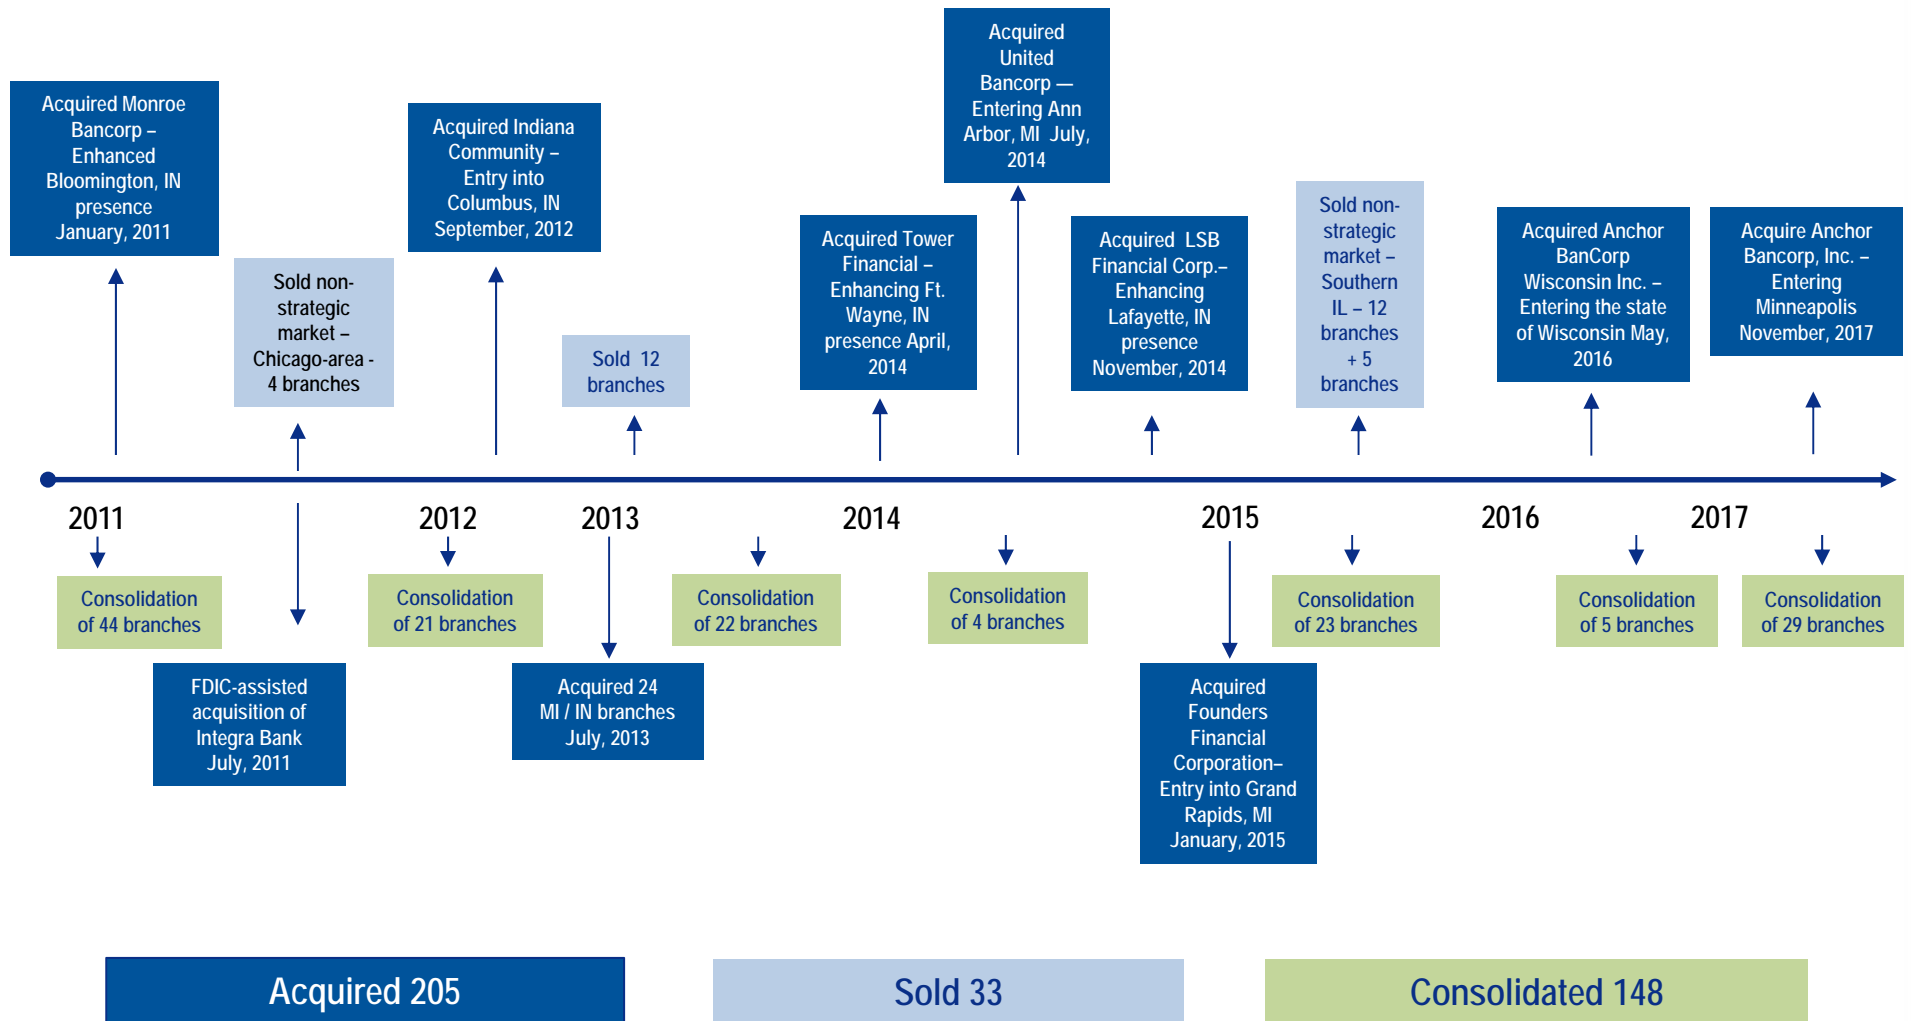 Acquired Monroe
Bancorp –
Enhanced
Bloomington, IN
presence
January, 2011
Sold non-
strategic
market –
Chicago-area -
4 branches
Acquired Indiana
Community –
Entry into
Columbus, IN
September, 2012
Sold 12
branches
Acquired Tower
Financial –
Enhancing Ft.
Wayne, IN
presence April,
2014
Acquired
United
Bancorp —
Entering Ann
Arbor, MI July,
2014
Acquired LSB
Financial Corp.–
Enhancing
Lafayette, IN
presence
November, 2014
Sold non-
strategic
market –
Southern
IL – 12
branches
+ 5
branches
Acquired Anchor
BanCorp
Wisconsin Inc. –
Entering the state
of Wisconsin May,
2016
Acquire Anchor
Bancorp, Inc. –
Entering
Minneapolis
November, 2017
2011
2012
2013
2014
2015
2016
2017
Consolidation
of 44 branches
Consolidation
of 21 branches
Consolidation
of 22 branches
Consolidation
of 4 branches
Consolidation
of 23 branches
Consolidation
of 5 branches
Consolidation
of 29 branches
FDIC-assisted
acquisition of
Integra Bank
July, 2011
Acquired 24
MI / IN branches
July, 2013
Acquired
Founders
Financial
Corporation–
Entry into Grand
Rapids, MI
January, 2015
Acquired 205
Sold 33
Consolidated 148